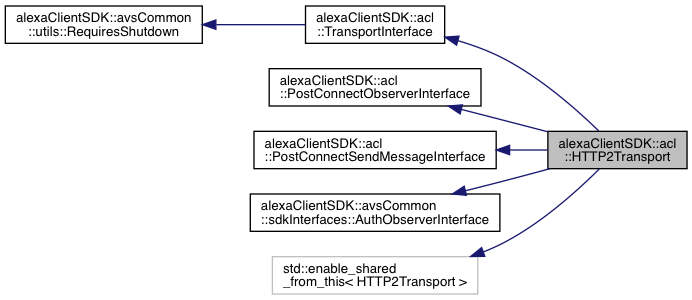 alexaClientSDK::avsCommon
::utils::RequiresShutdown
alexaClientSDK::acl
::TransportInterface
alexaClientSDK::acl
::PostConnectObserverInterface
alexaClientSDK::acl
::PostConnectSendMessageInterface
alexaClientSDK::acl
::HTTP2Transport
alexaClientSDK::avsCommon
::sdkInterfaces::AuthObserverInterface
std::enable_shared
_from_this< HTTP2Transport >